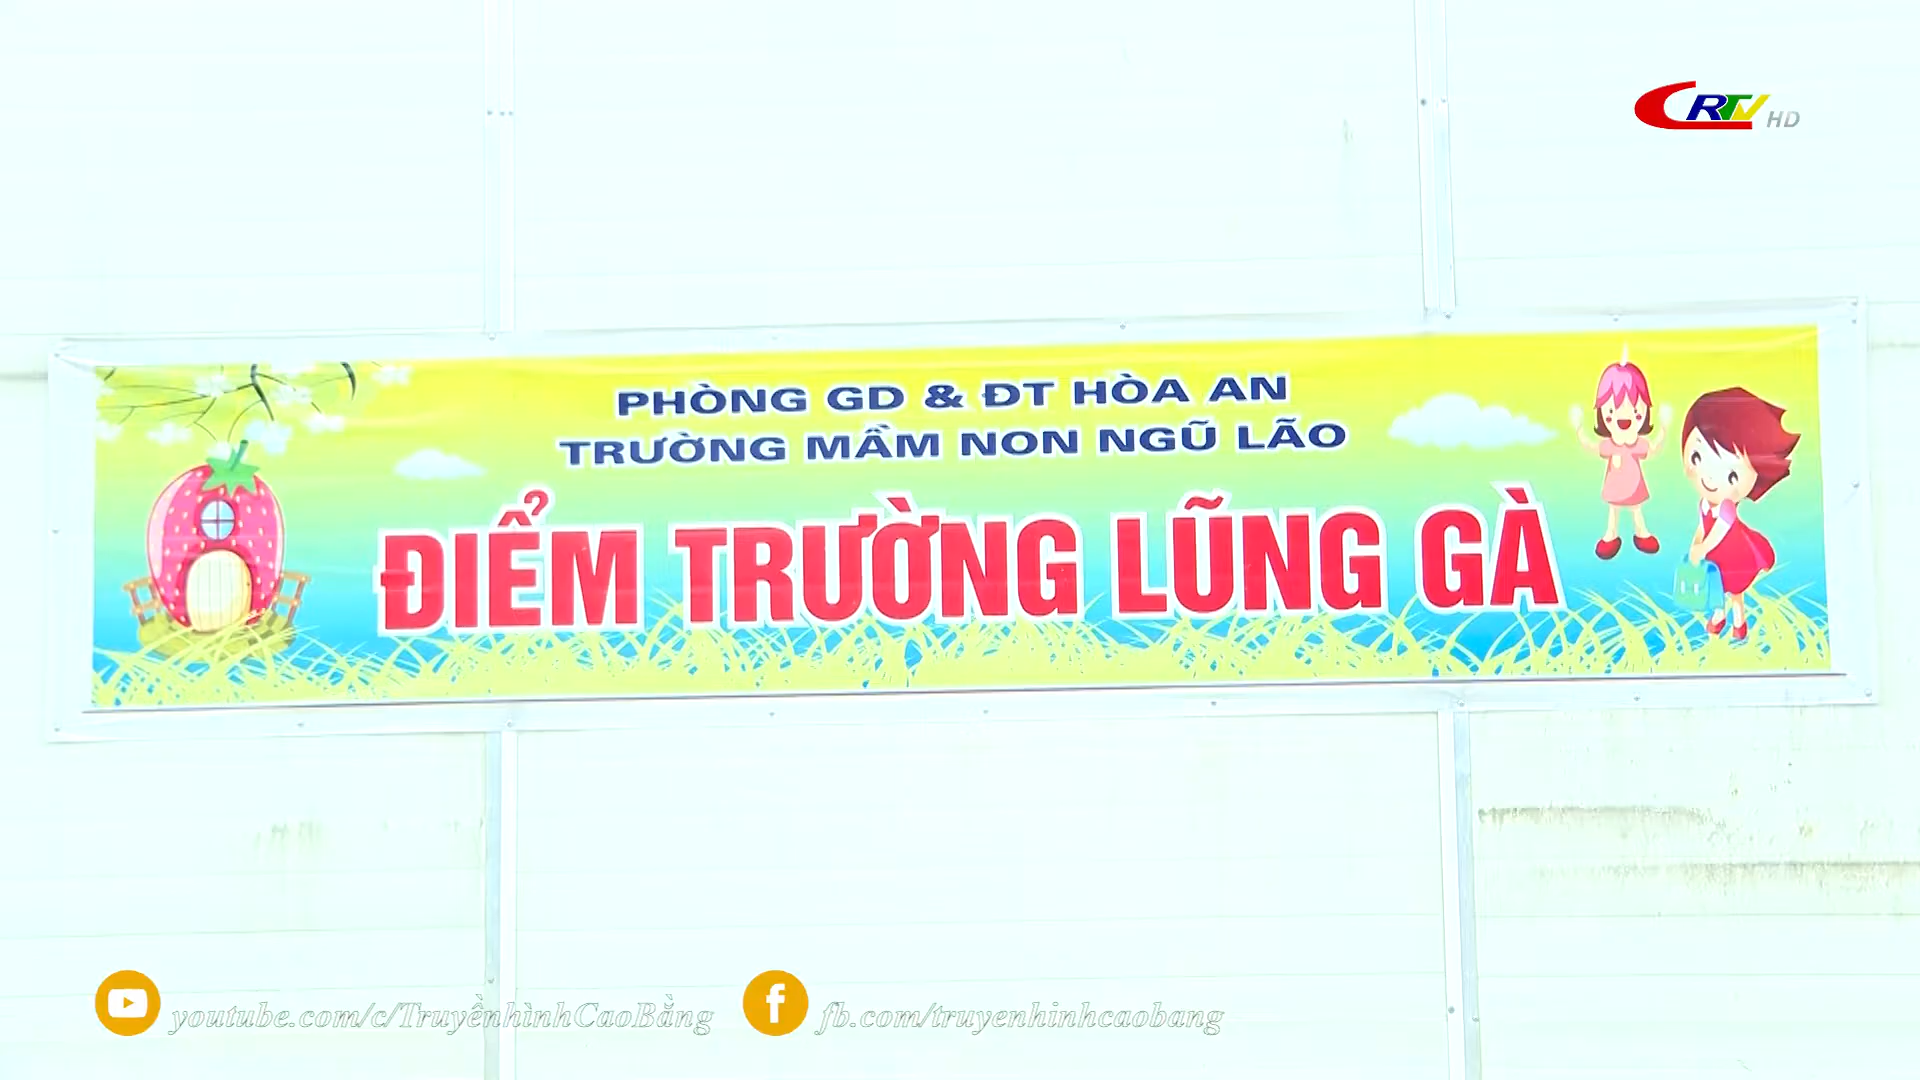 CRTV HD
PHÒNG GD & ĐT HÒA AN
TRƯỜNG MẦM NON NGŨ LÃO
ĐIỂM TRƯỜNG LŨNG GÀ
youtube.com/c/TruyềnhìnhCaoBằng
fb.com/truyenhinhcaobang